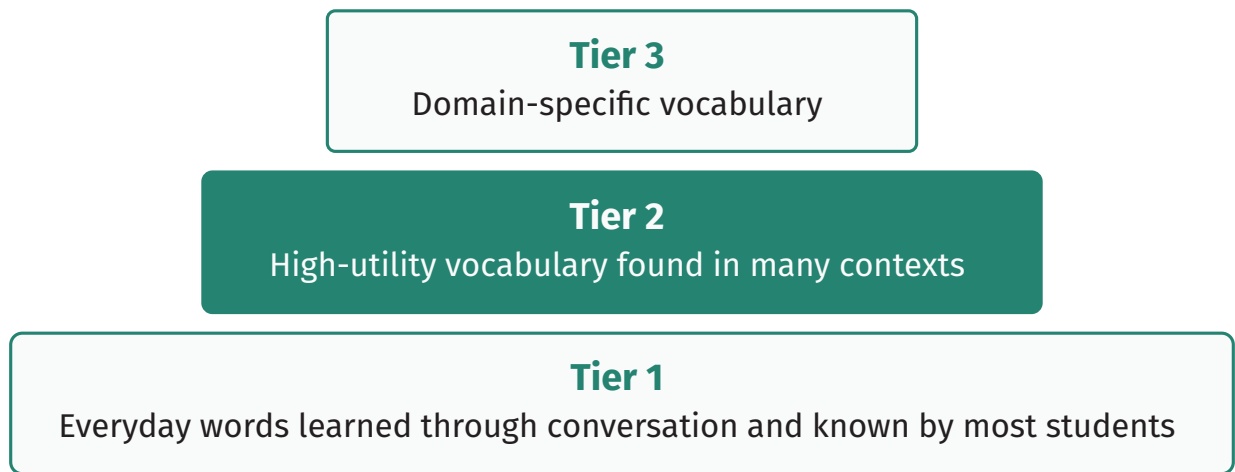 Tier 3
Domain-specific vocabulary
Tier 2
High-utility vocabulary found in many contexts
Tier 1
Everyday words learned through conversation and known by most students